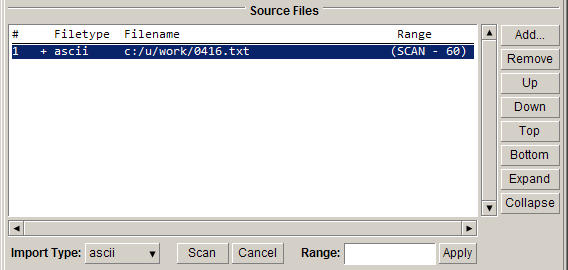 Source Files
# Filetype Filename Range
1 + ascii c:/u/work/0416.txt (SCAN - 60)
Add...
Remove
Up
Down
Top
Bottom
Expand
Collapse
Import Type: ascii Scan Cancel Range: Apply